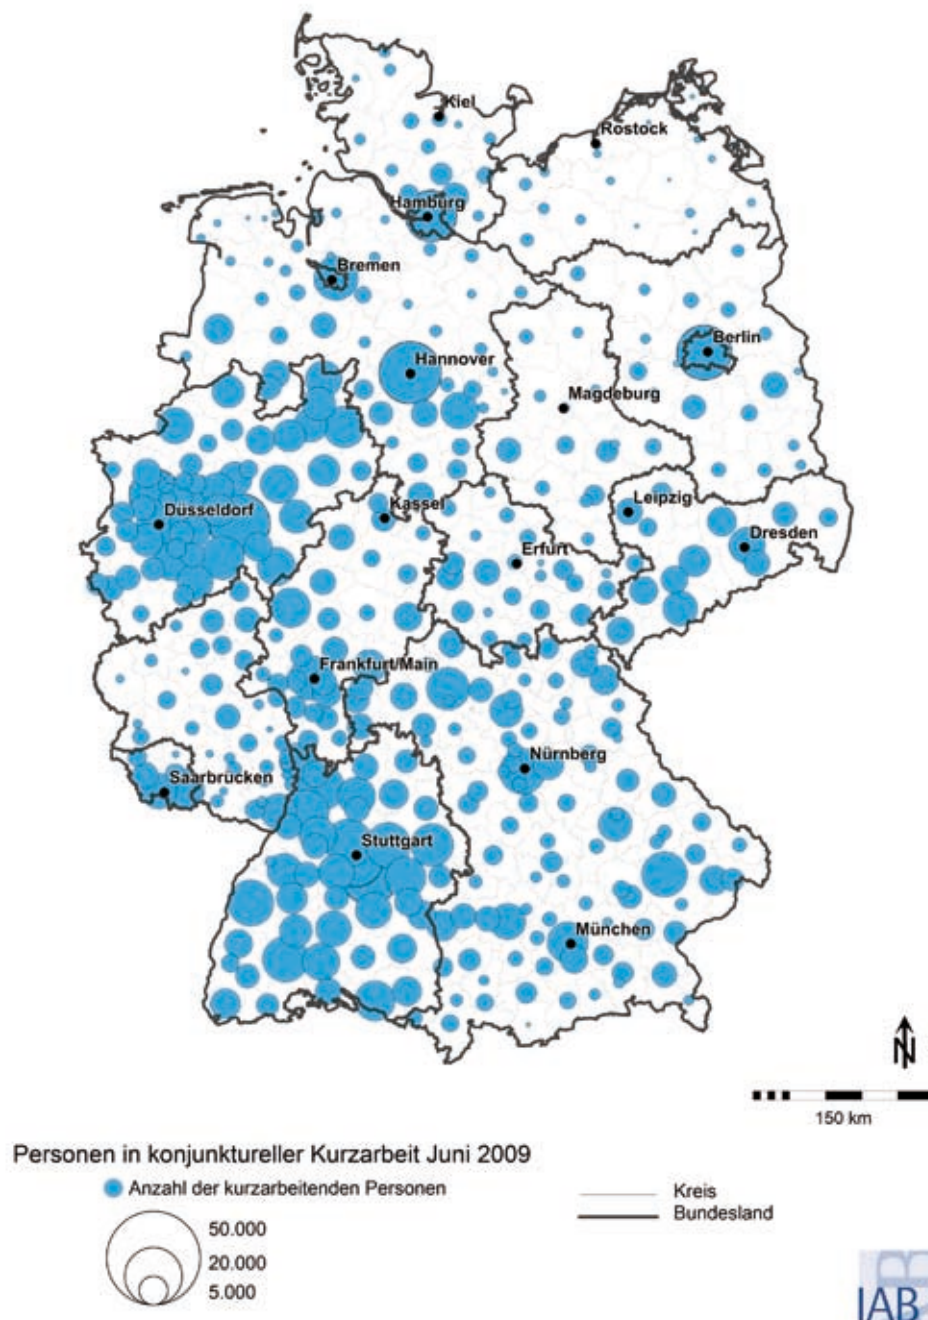 Kiel
Rostock
Hamburg
Bremen
Berlin
Hannover
Magdeburg
Düsseldorf
Kassel
Leipzig
Dresden
Erfurt
Frankfurt/Main
Nürnberg
Saarbrücken
Stuttgart
München
N
150 km
Personen in konjunktureller Kurzarbeit Juni 2009
Anzahl der kurzarbeitenden Personen
50.000
20.000
5.000
Kreis
Bundesland
IAB